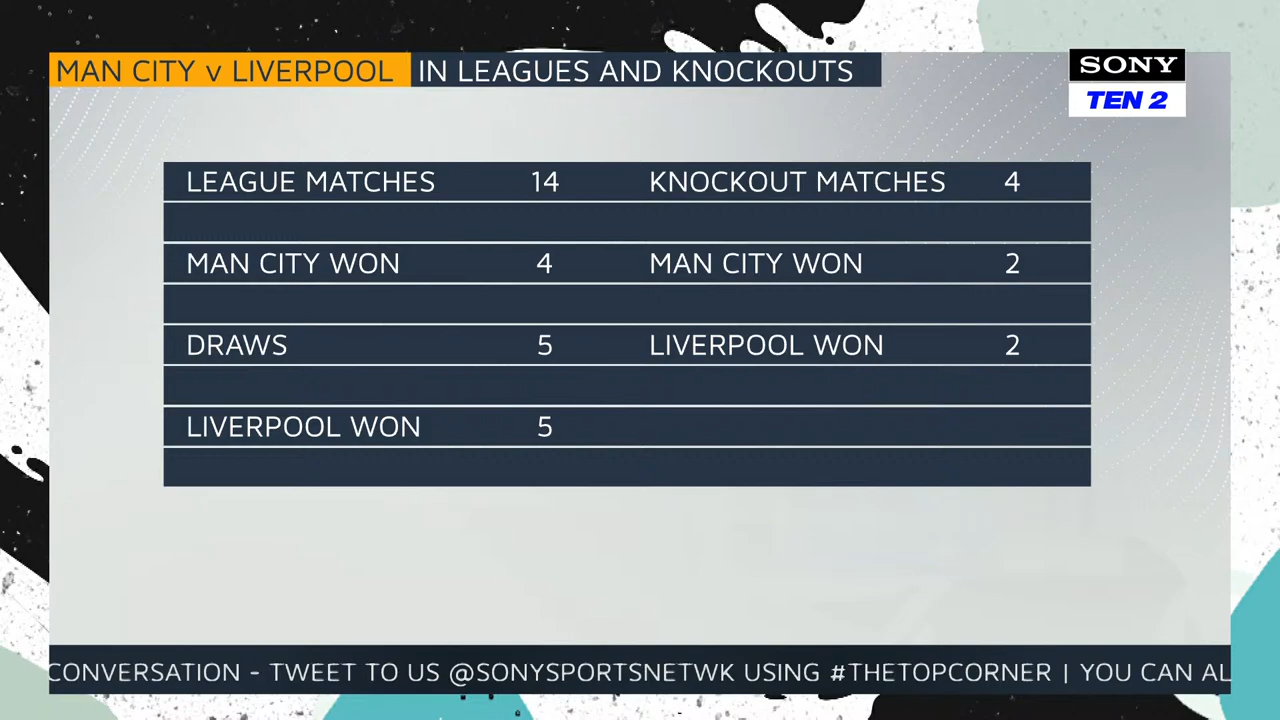 MAN CITY v LIVERPOOL IN LEAGUES AND KNOCKOUTS
SONY
TEN 2
LEAGUE MATCHES 14 KNOCKOUT MATCHES 4
MAN CITY WON 4 MAN CITY WON 2
DRAWS 5 LIVERPOOL WON 2
LIVERPOOL WON 5
CONVERSATION - TWEET TO US @SONYSPORTSNETWK USING #THETOPCORNER | YOU CAN AL